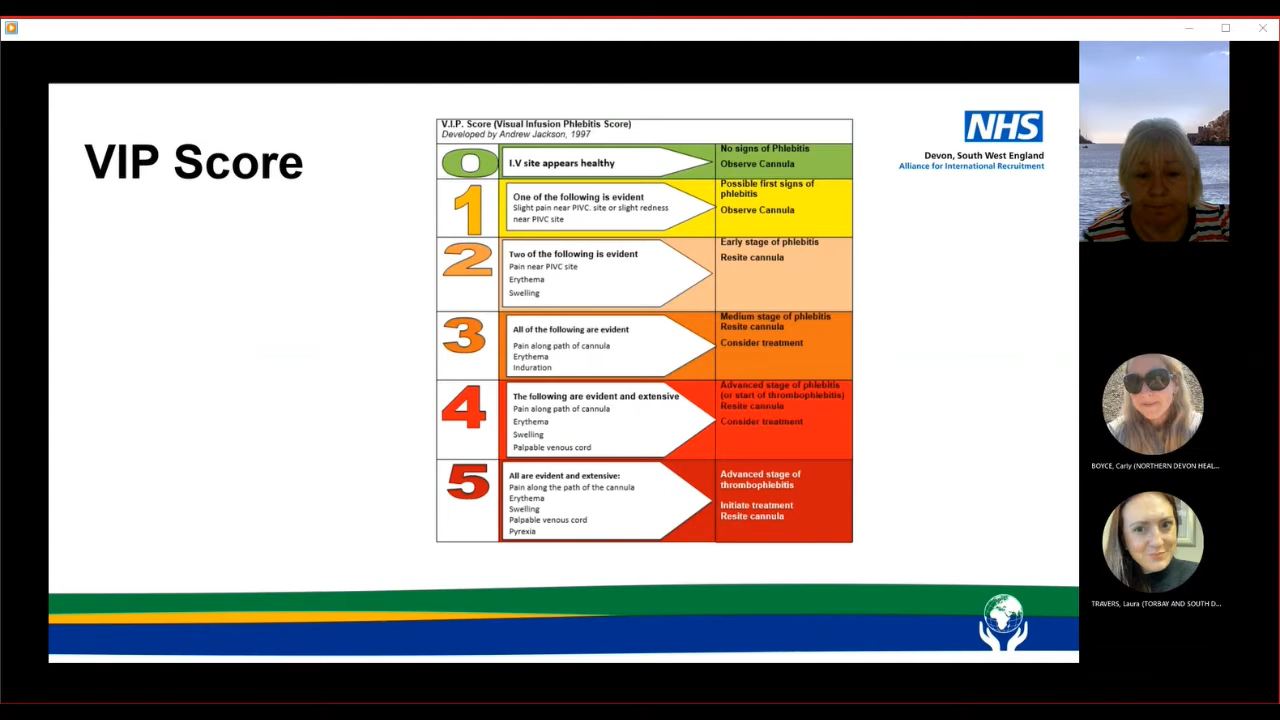 VIP Score
V.I.P. Score (Visual Infusion Phlebitis Score)
Developed by Andrew Jackson, 1997
0
I.V site appears healthy
No signs of Phlebitis
Observe Cannula
1
One of the following is evident
Slight pain near PIVC. site or slight redness
near PIVC site
Possible first signs of
phlebitis
Observe Cannula
2
Two of the following is evident
Pain near PIVC site
Erythema
Swelling
Early stage of phlebitis
Resite cannula
3
All of the following are evident
Pain along path of cannula
Erythema
Induration
Medium stage of phlebitis
Resite cannula
Consider treatment
4
The following are evident and extensive
Pain along path of cannula
Erythema
Swelling
Palpable venous cord
Advanced stage of phlebitis
(or start of thrombophlebitis)
Resite cannula
Consider treatment
5
All are evident and extensive:
Pain along the path of the cannula
Erythema
Swelling
Palpable venous cord
Pyrexia
Advanced stage of
thrombophlebitis
Initiate treatment
Resite cannula
NHS
Devon, South West England
Alliance for International Recruitment
BOYCE, Carly (NORTHERN DEVON HEAL...
TRAVERS, Laura (TORBAY AND SOUTH D...